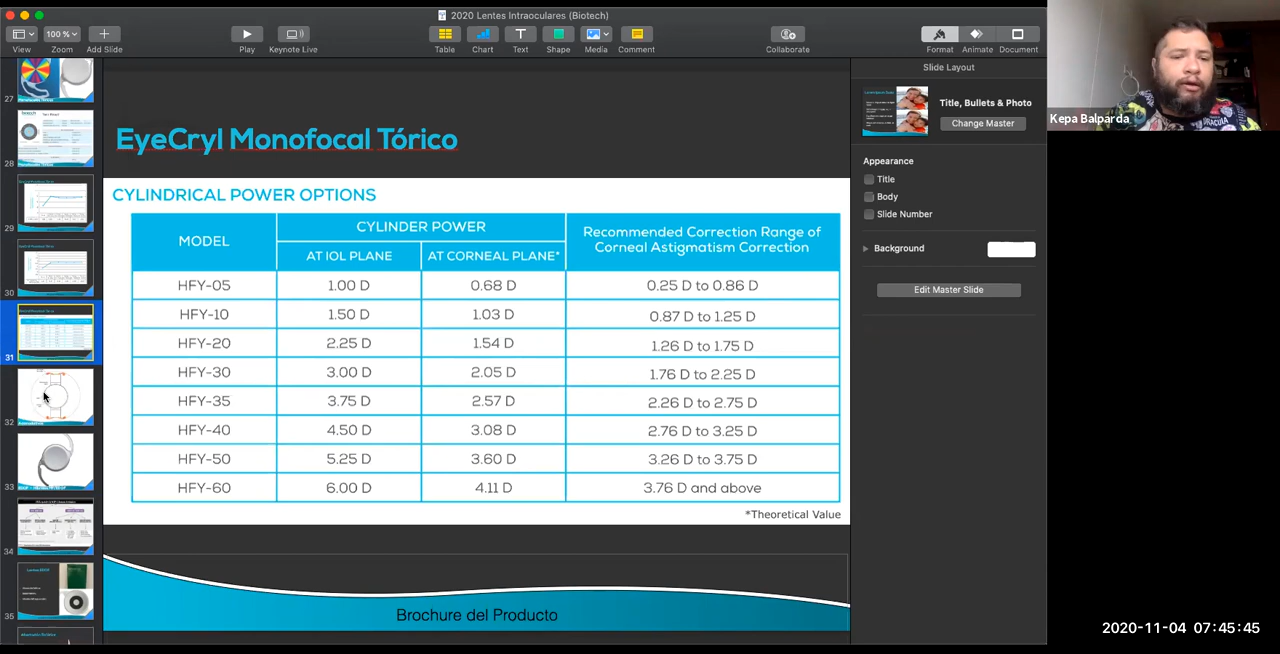 2020 Lentes Intraoculares (Biotech)
100 %
View
Zoom
Add Slide
Play
Keynote Live
Table
Chart
Text
Shape
Media
Comment
Collaborate
Format
Animate
Document
27
28
29
30
31
32
33
34
35
EyeCryl Monofocal Tórico
CYLINDRICAL POWER OPTIONS
MODEL
CYLINDER POWER
AT IOL PLANE
AT CORNEAL PLANE*
Recommended Correction Range of
Corneal Astigmatism Correction
HFY-05 1.00 D 0.68 D 0.25 D to 0.86 D
HFY-10 1.50 D 1.03 D 0.87 D to 1.25 D
HFY-20 2.25 D 1.54 D 1.26 D to 1.75 D
HFY-30 3.00 D 2.05 D 1.76 D to 2.25 D
HFY-35 3.75 D 2.57 D 2.26 D to 2.75 D
HFY-40 4.50 D 3.08 D 2.76 D to 3.25 D
HFY-50 5.25 D 3.60 D 3.26 D to 3.75 D
HFY-60 6.00 D 4.11 D 3.76 D and above
*Theoretical Value
Brochure del Producto
Slide Layout
Title, Bullets & Photo
Change Master
Appearance
Title
Body
Slide Number
Background
Edit Master Slide
Kepa Balparda
2020-11-04 07:45:45